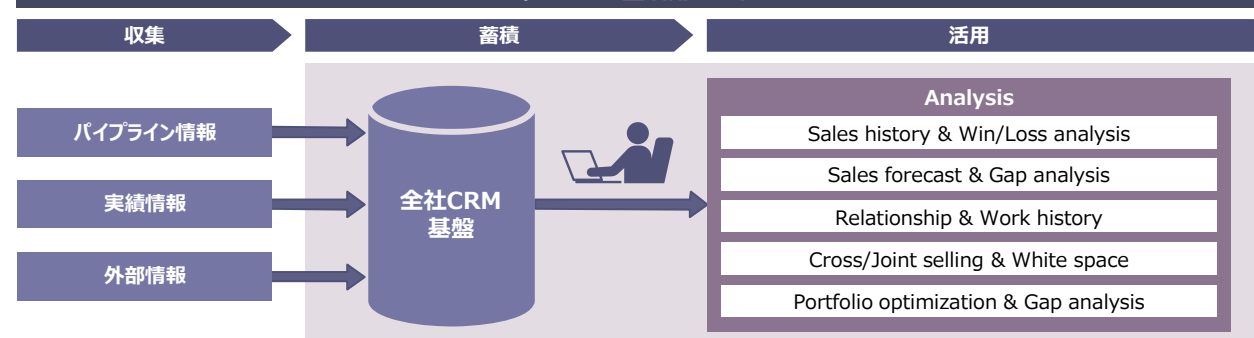 収集
蓄積
活用
パイプライン情報
実績情報
外部情報
全社CRM
基盤
Analysis
Sales history & Win/Loss analysis
Sales forecast & Gap analysis
Relationship & Work history
Cross/Joint selling & White space
Portfolio optimization & Gap analysis